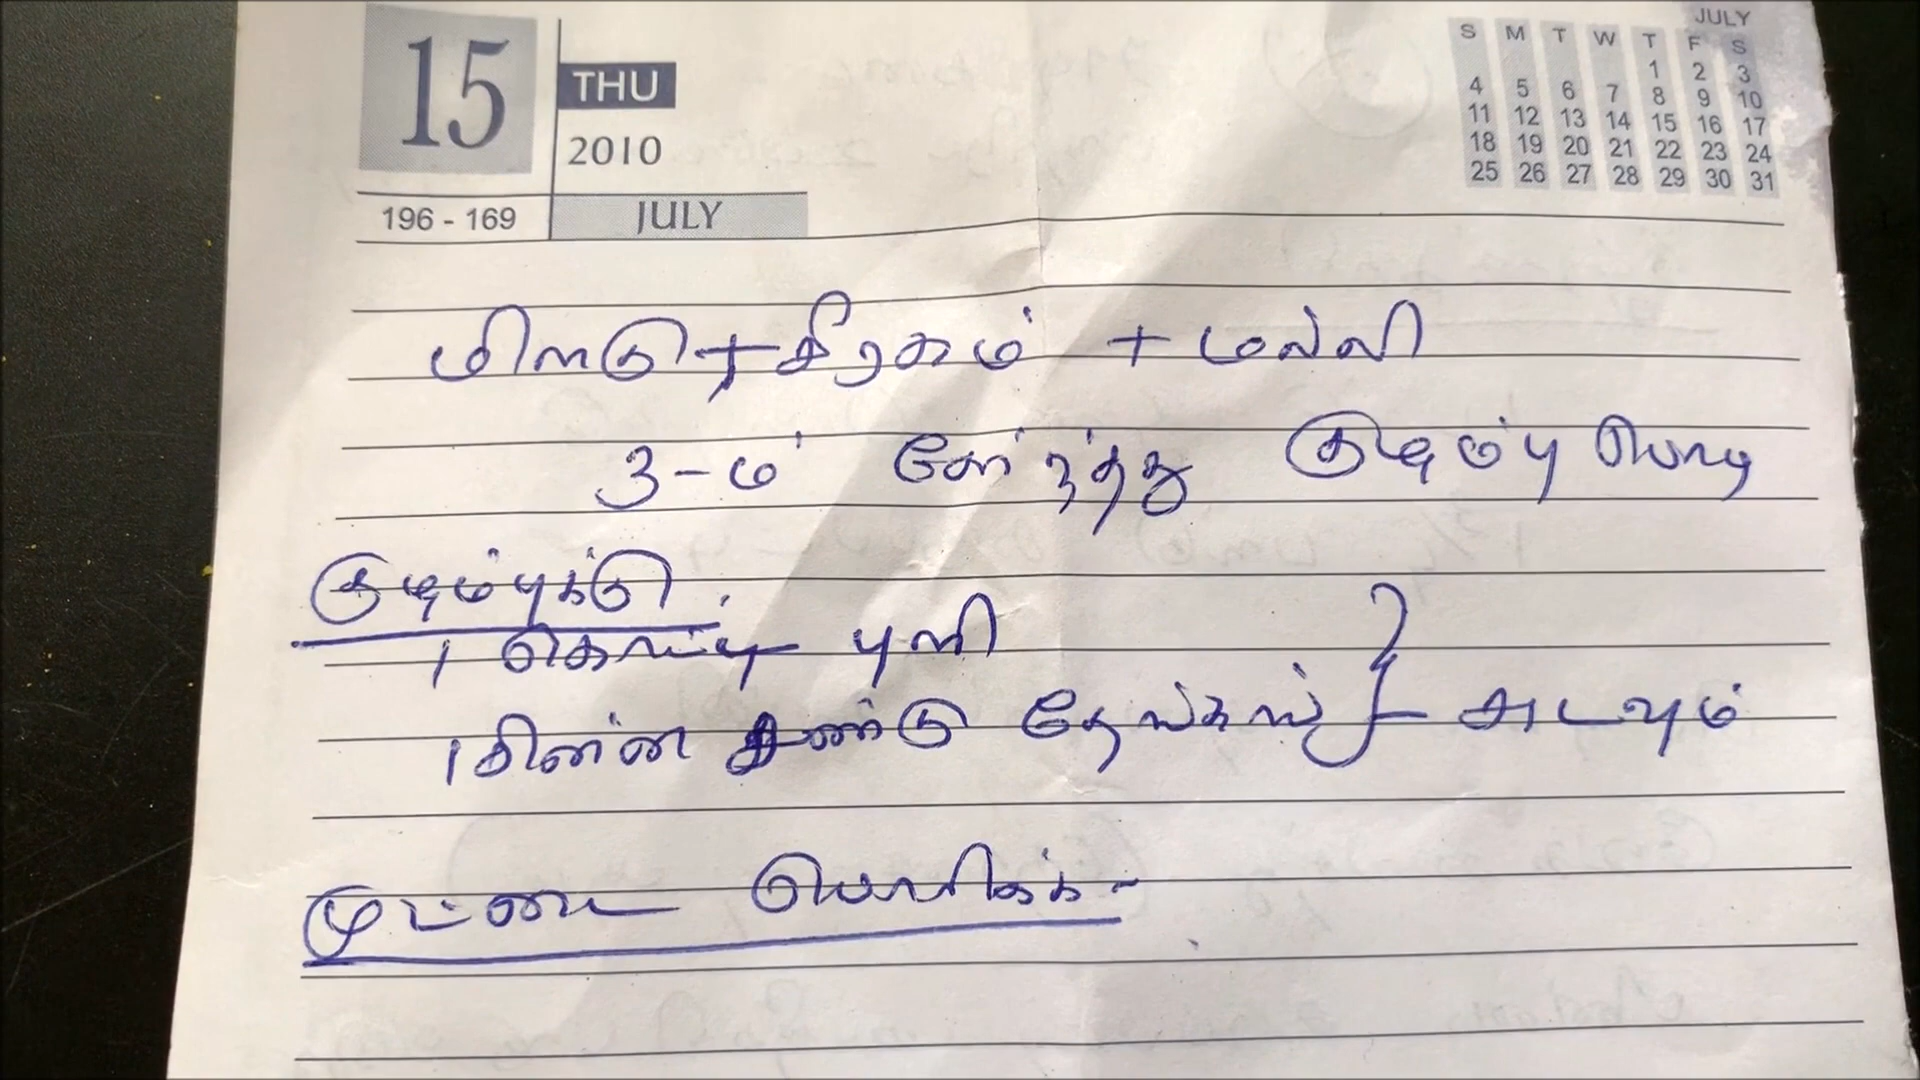 15 THU 2010
196 - 169 JULY
JULY
S M T W T F S
1 2 3
4 5 6 7 8 9 10
11 12 13 14 15 16 17
18 19 20 21 22 23 24
25 26 27 28 29 30 31
மிளகு + சீரகம் + மல்லி
3-ம் சேர்ந்து குழம்பு பொடி
குழம்புக்கு
1 கொட்டை புளி
1 சின்ன துண்டு தேங்காய் } அரைவும்
முட்டை பொரிக்க -